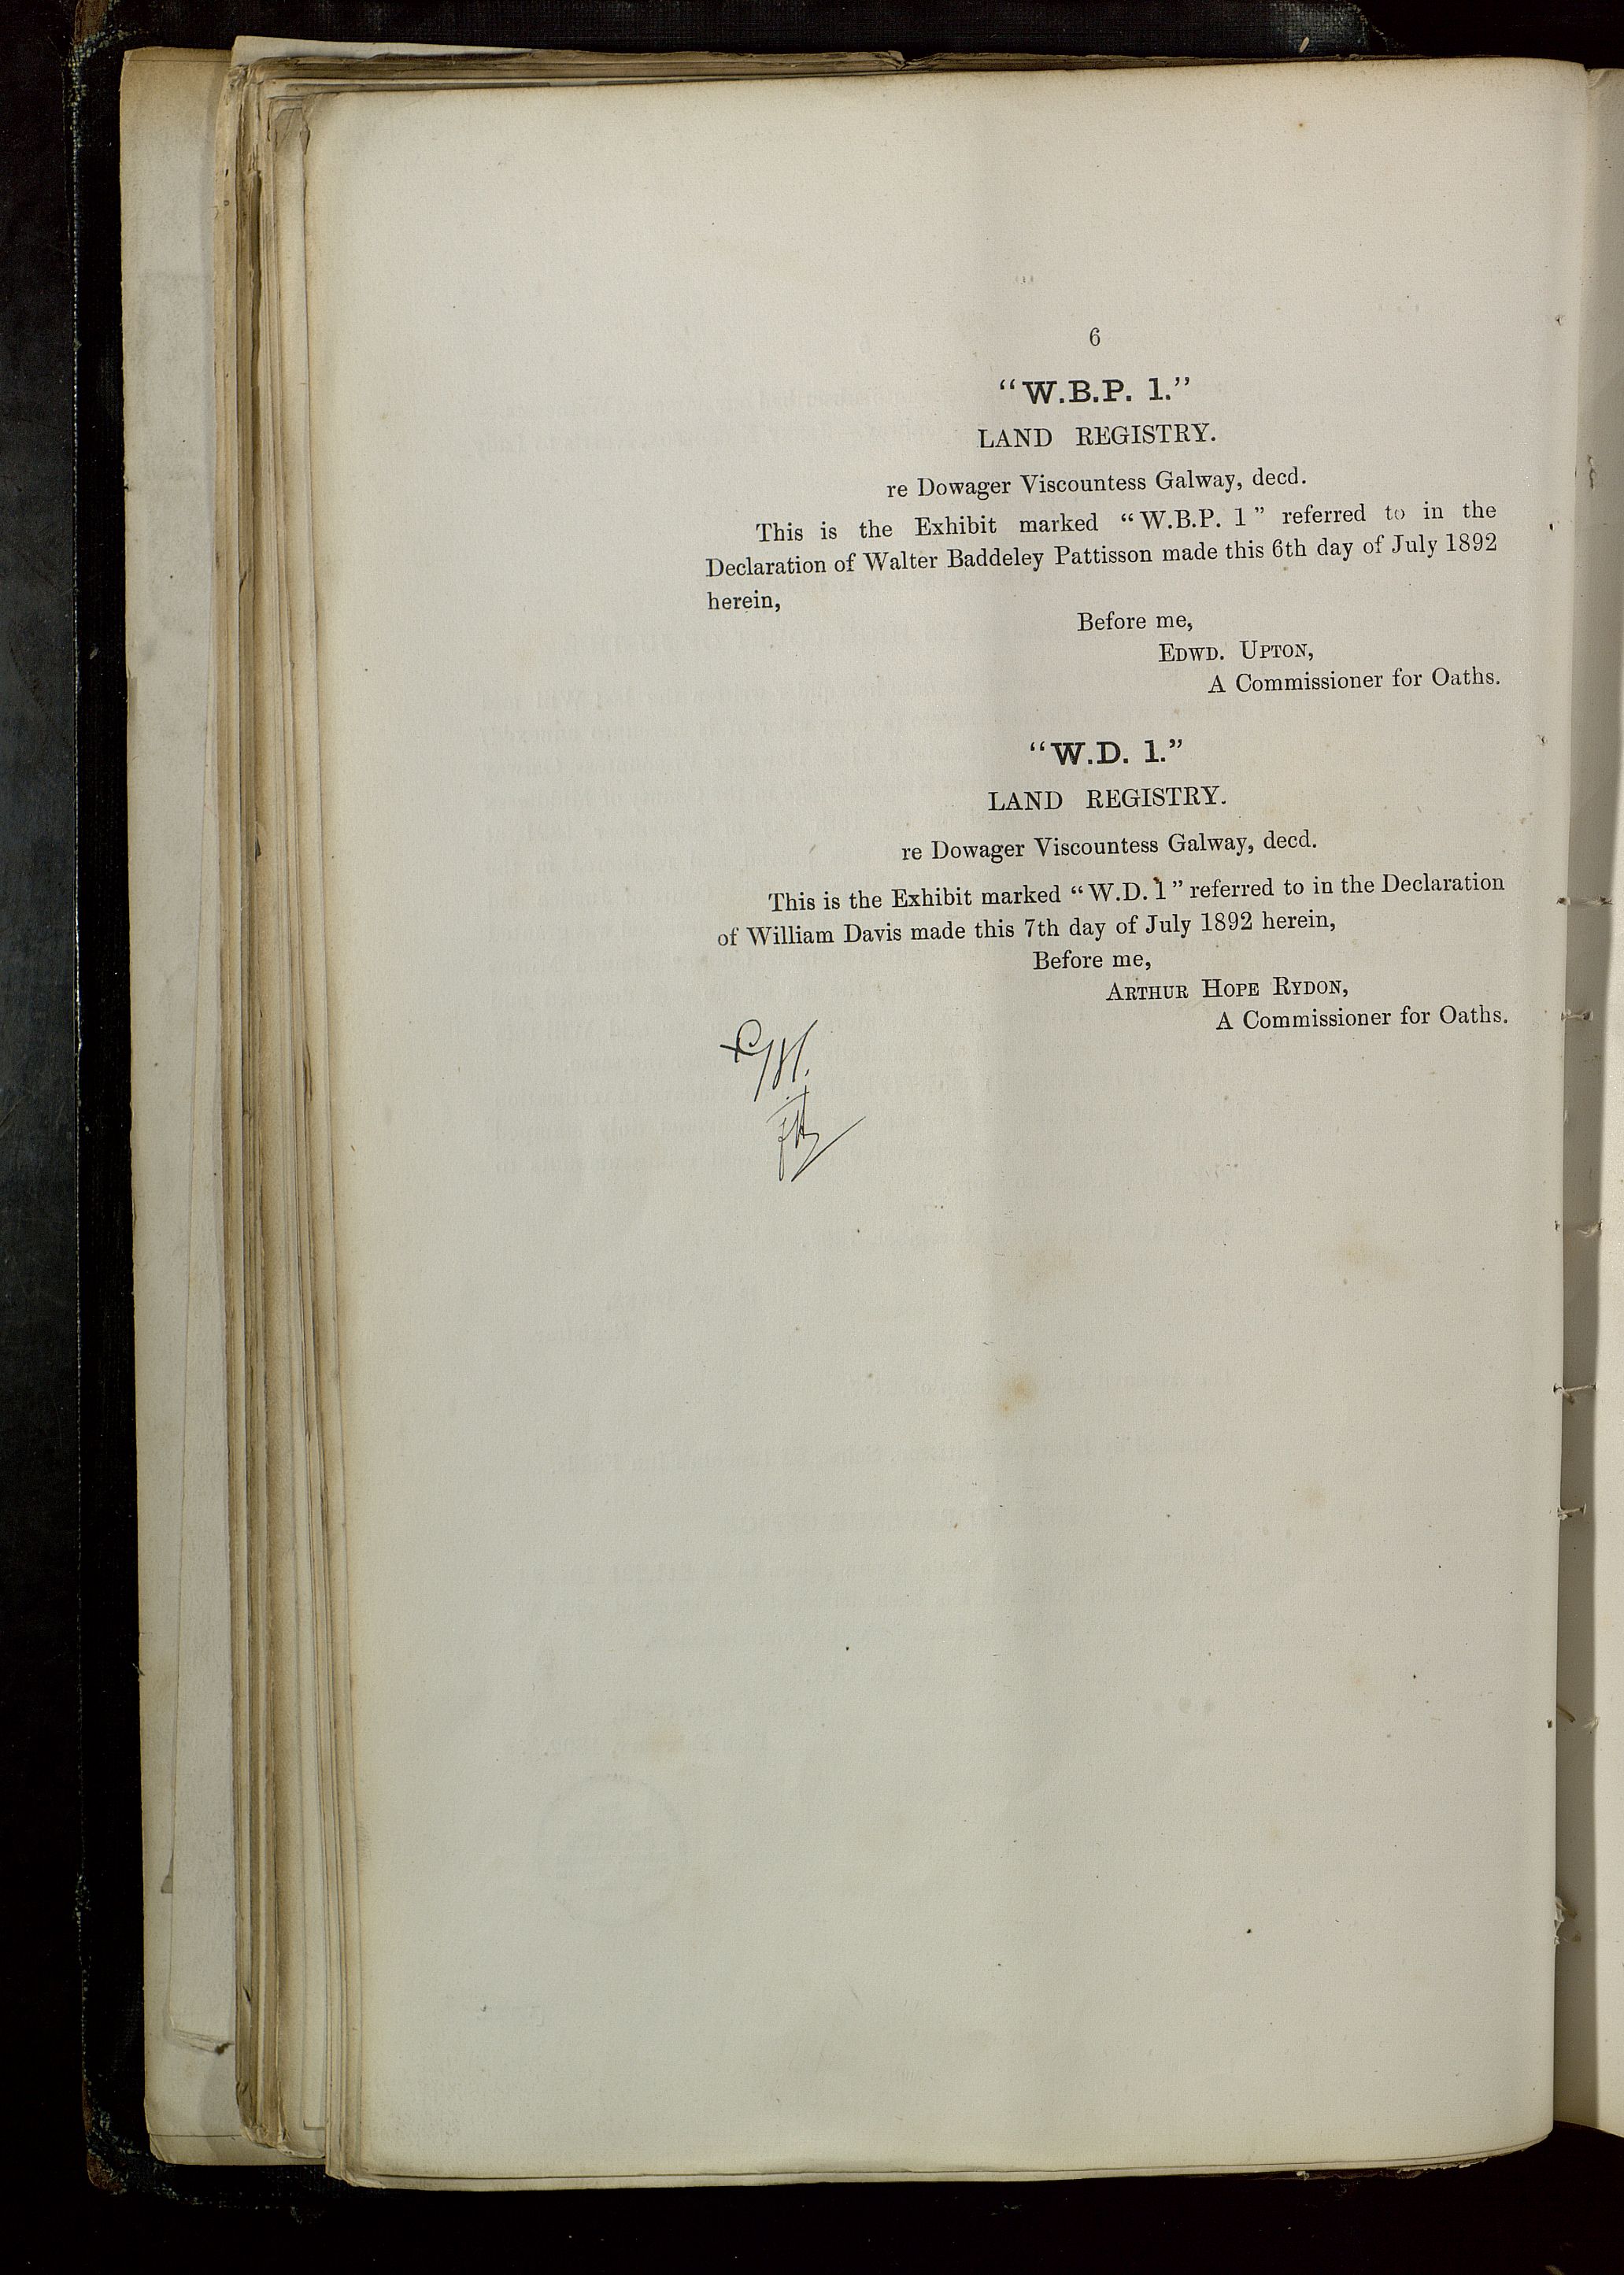 6
“W.B.P. 1.”
LAND REGISTRY.
re Dowager Viscountess Galway, decd.
This is the Exhibit marked “W.B.P. 1” referred to in the
Declaration of Walter Baddeley Pattisson made this 6th day of July 1892
herein,
Before me,
EDWD. UPTON,
A Commissioner for Oaths.
“W.D. 1.”
LAND REGISTRY.
re Dowager Viscountess Galway, decd.
This is the Exhibit marked “W.D. 1” referred to in the Declaration
of William Davis made this 7th day of July 1892 herein,
Before me,
ARTHUR HOPE RYDON,
A Commissioner for Oaths.